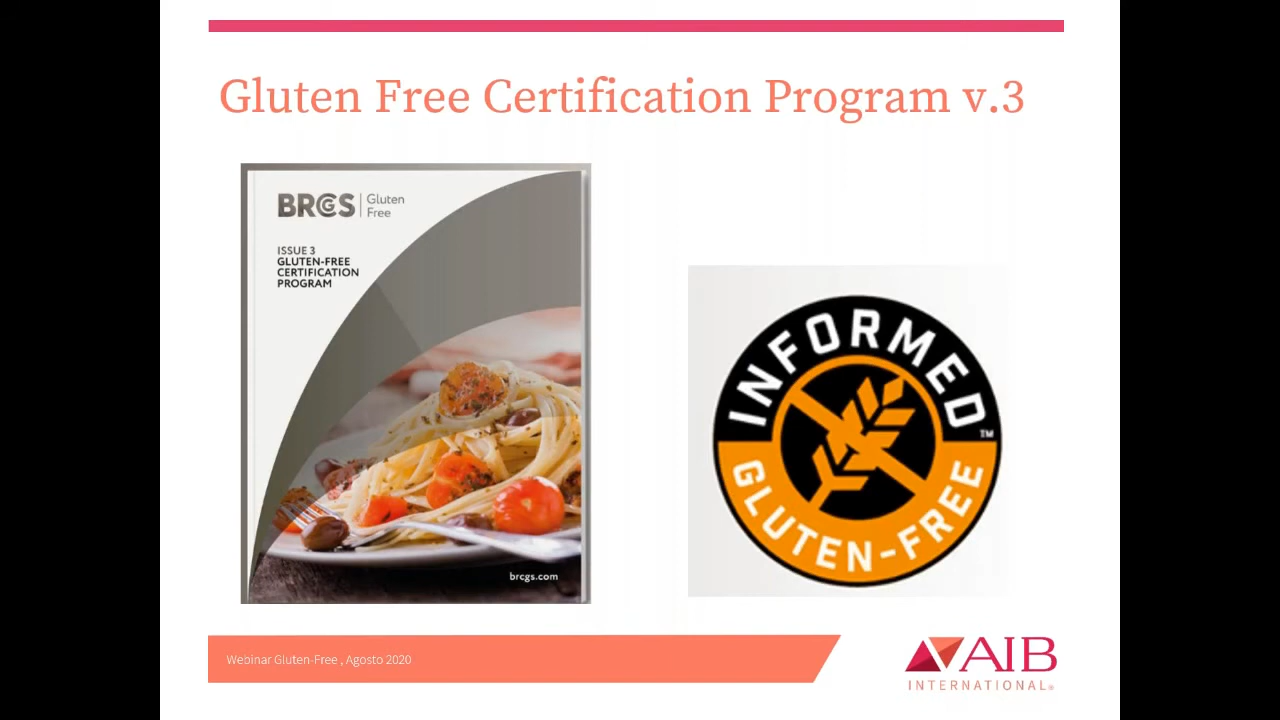 Gluten Free Certification Program v.3
BRCGS | Gluten
Free
ISSUE 3
GLUTEN-FREE
CERTIFICATION
PROGRAM
brcgs.com
INFORMED
TM
GLUTEN-FREE
Webinar Gluten-Free , Agosto 2020
AIB
INTERNATIONAL®